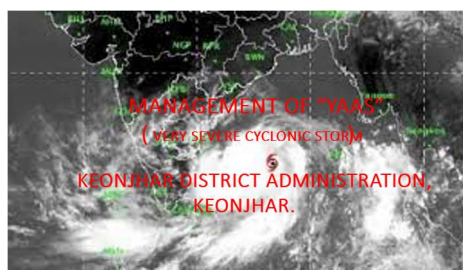 MANAGEMENT OF "YAAS"
( VERY SEVERE CYCLONIC STORM)
KEONJHAR DISTRICT ADMINISTRATION,
KEONJHAR.